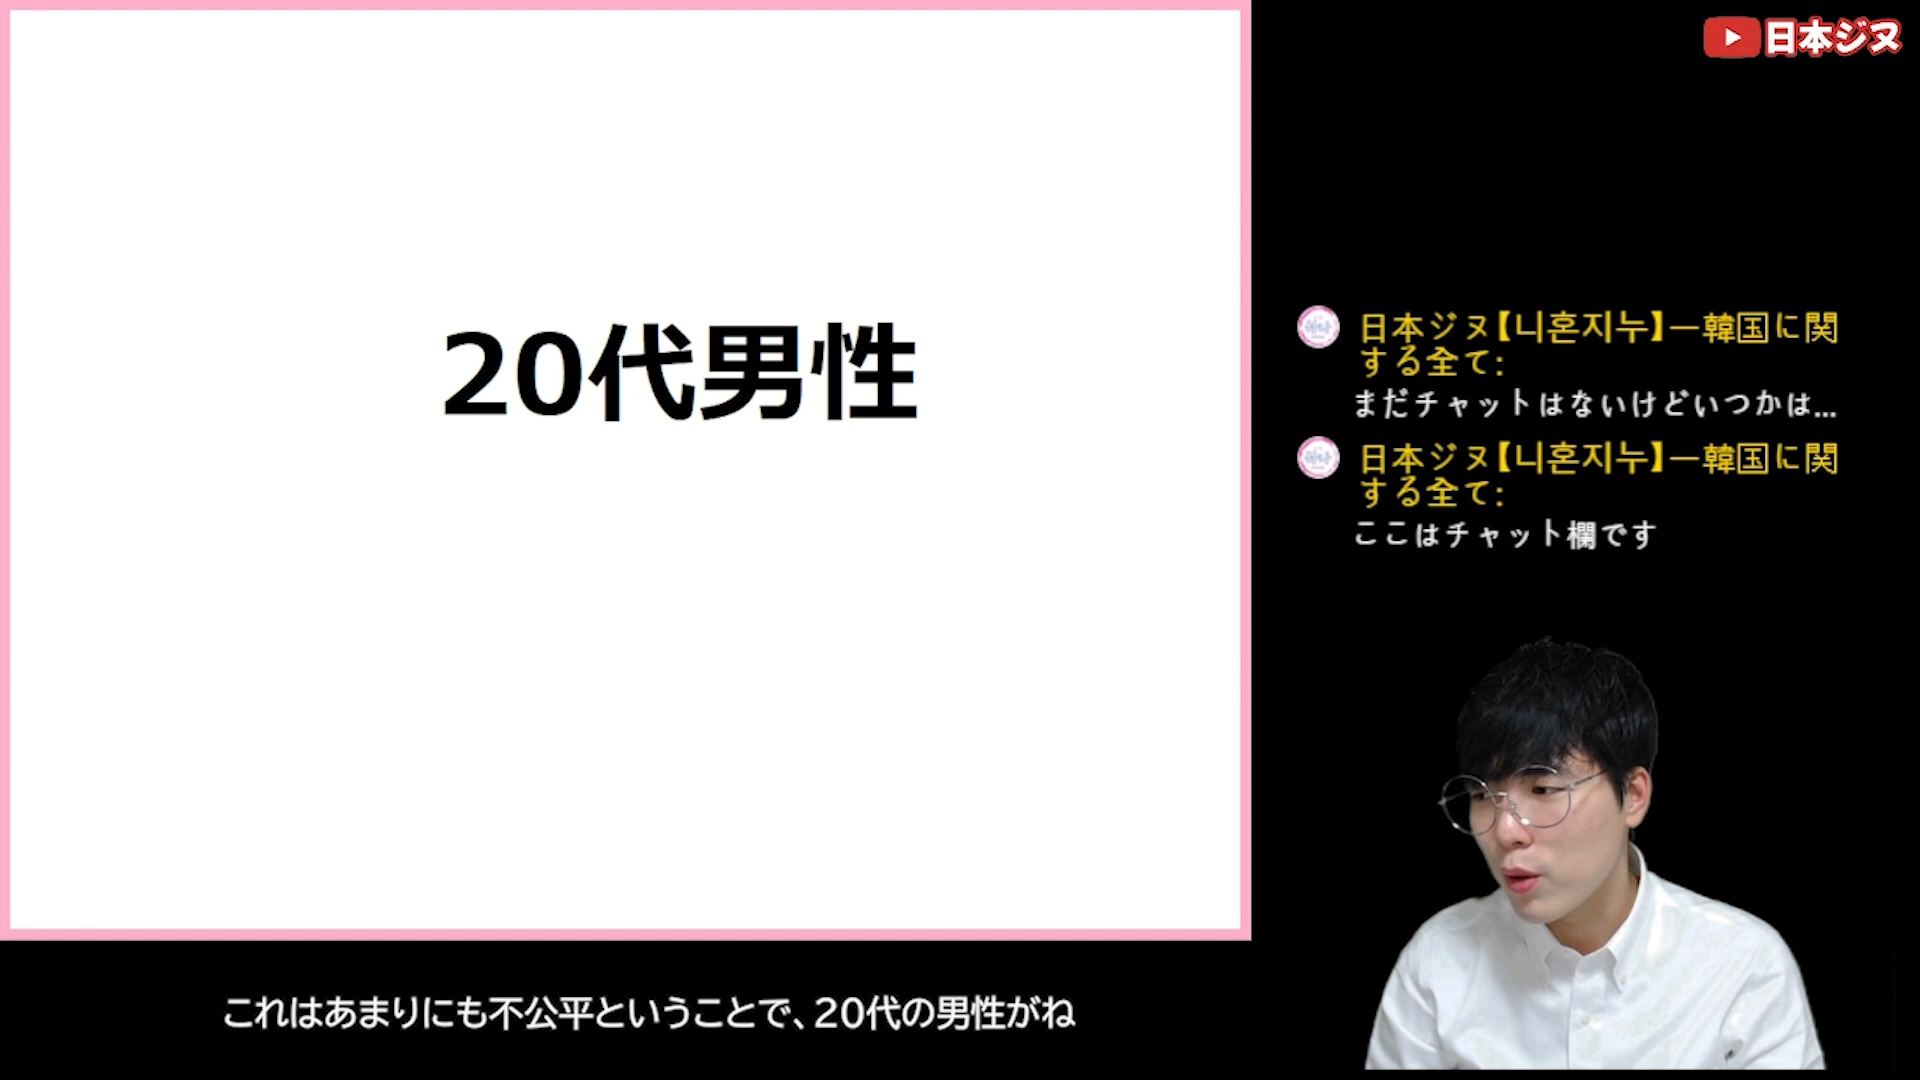 日本ジヌ
20代男性
日本ジヌ【니혼지누】ー韓国に関
する全て:
まだチャットはないけどいつかは...
日本ジヌ【니혼지누】ー韓国に関
する全て:
ここはチャット欄です
これはあまりにも不公平ということで、20代の男性がね